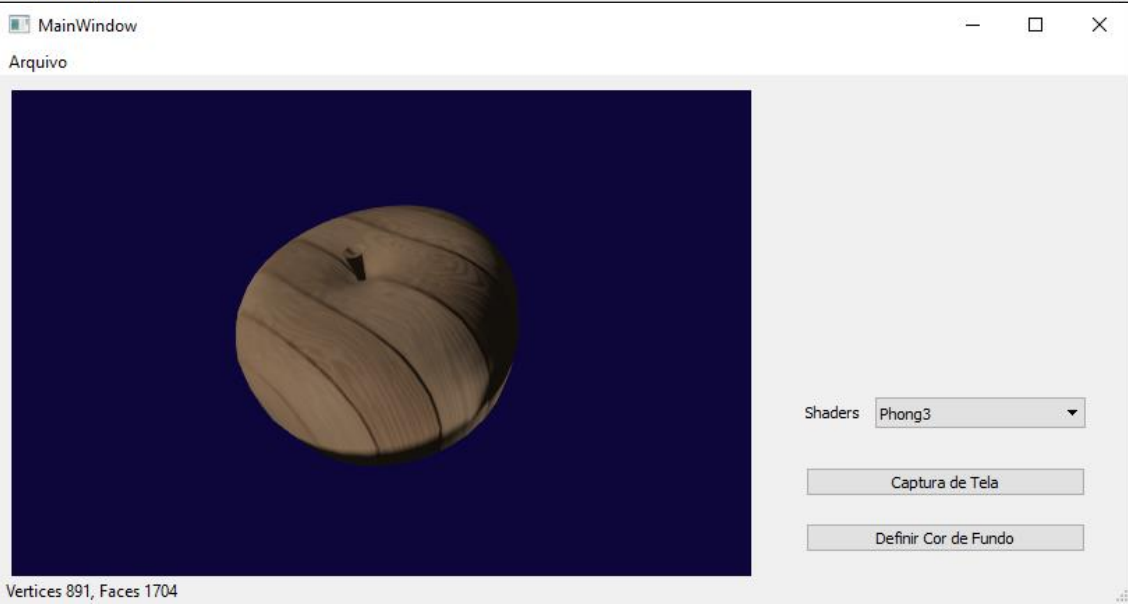 MainWindow
Arquivo
Shaders Phong3
Captura de Tela
Definir Cor de Fundo
Vertices 891, Faces 1704